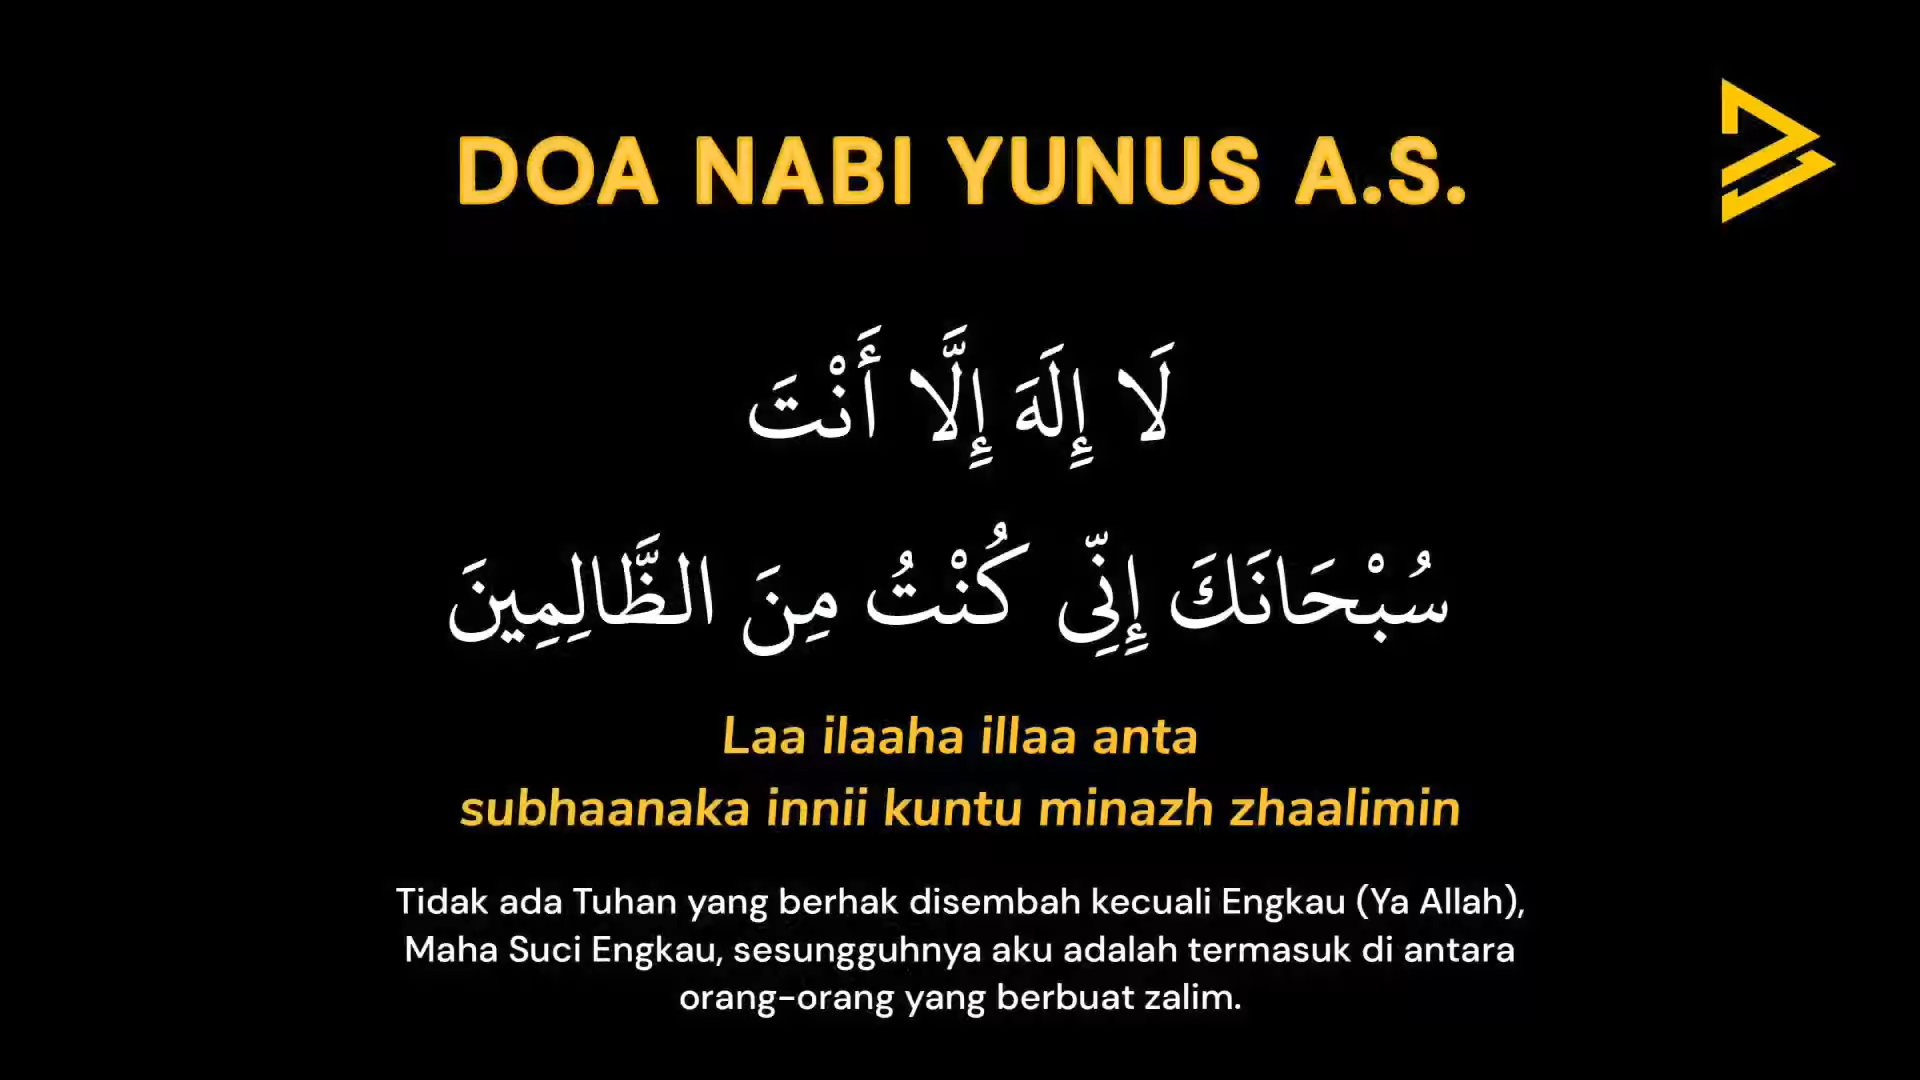 DOA NABI YUNUS A.S.
لَا إِلَهَ إِلَّا أَنْتَ
سُبْحَانَكَ إِنِّى كُنْتُ مِنَ الظَّالِمِينَ
Laa ilaaha illaa anta
subhaanaka innii kuntu minazh zhaalimin
Tidak ada Tuhan yang berhak disembah kecuali Engkau (Ya Allah),
Maha Suci Engkau, sesungguhnya aku adalah termasuk di antara
orang-orang yang berbuat zalim.